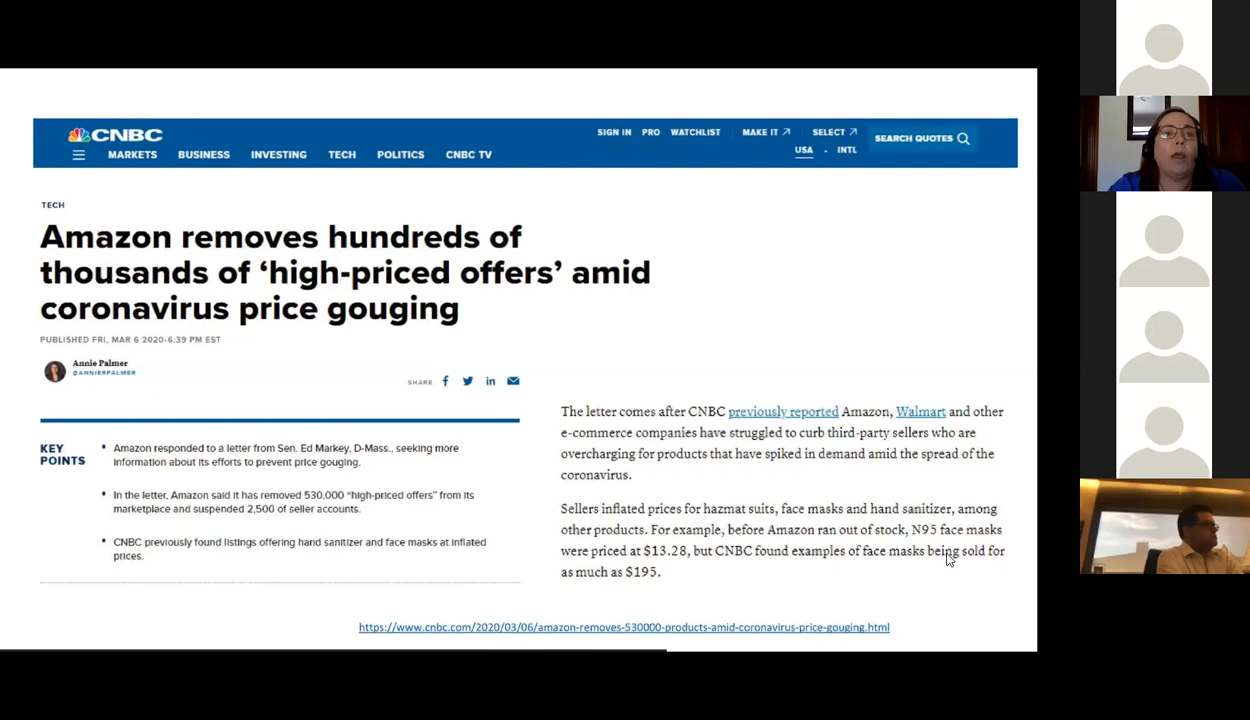 CNBC
SIGN IN PRO WATCHLIST MAKE IT SELECT
SEARCH QUOTES
USA - INTL
MARKETS BUSINESS INVESTING TECH POLITICS CNBC TV
TECH
Amazon removes hundreds of
thousands of ‘high-priced offers’ amid
coronavirus price gouging
PUBLISHED FRI, MAR 6 2020-6:39 PM EST
Annie Palmer
@ANNIERPALMER
SHARE
KEY
POINTS
• Amazon responded to a letter from Sen. Ed Markey, D-Mass., seeking more
information about its efforts to prevent price gouging.
• In the letter, Amazon said it has removed 530,000 “high-priced offers” from its
marketplace and suspended 2,500 of seller accounts.
• CNBC previously found listings offering hand sanitizer and face masks at inflated
prices.
The letter comes after CNBC previously reported Amazon, Walmart and other
e-commerce companies have struggled to curb third-party sellers who are
overcharging for products that have spiked in demand amid the spread of the
coronavirus.
Sellers inflated prices for hazmat suits, face masks and hand sanitizer, among
other products. For example, before Amazon ran out of stock, N95 face masks
were priced at $13.28, but CNBC found examples of face masks being sold for
as much as $195.
https://www.cnbc.com/2020/03/06/amazon-removes-530000-products-amid-coronavirus-price-gouging.html